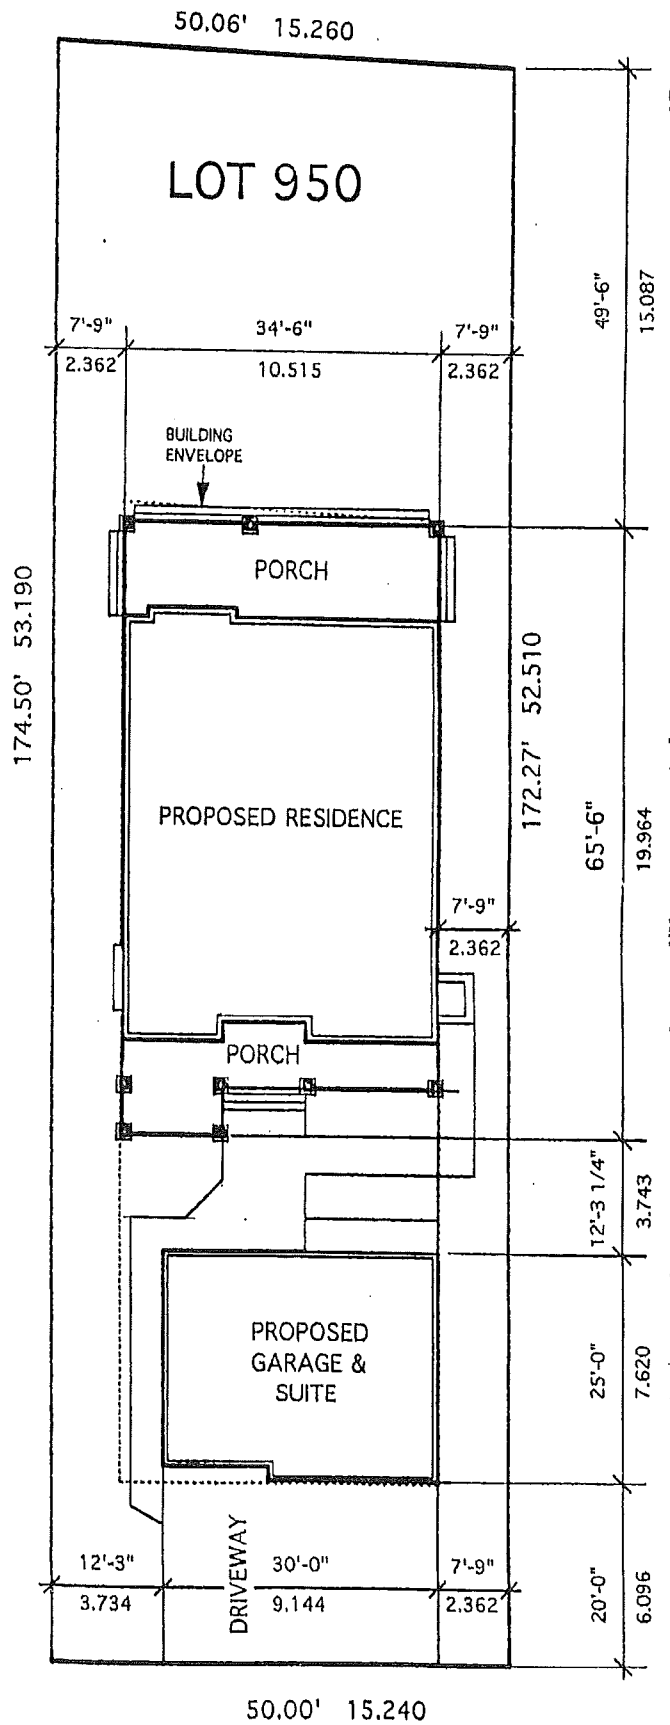 50.06' 15.260
LOT 950
49'-6"
15.087
7'-9"
34'-6"
7'-9"
2.362
10.515
2.362
BUILDING
ENVELOPE
PORCH
174.50' 53.190
172.27' 52.510
PROPOSED RESIDENCE
65'-6"
19.964
7'-9"
2.362
PORCH
12'-3 1/4"
3.743
PROPOSED
GARAGE &
SUITE
25'-0"
7.620
DRIVEWAY
12'-3"
30'-0"
7'-9"
3.734
9.144
2.362
20'-0"
6.096
50.00' 15.240